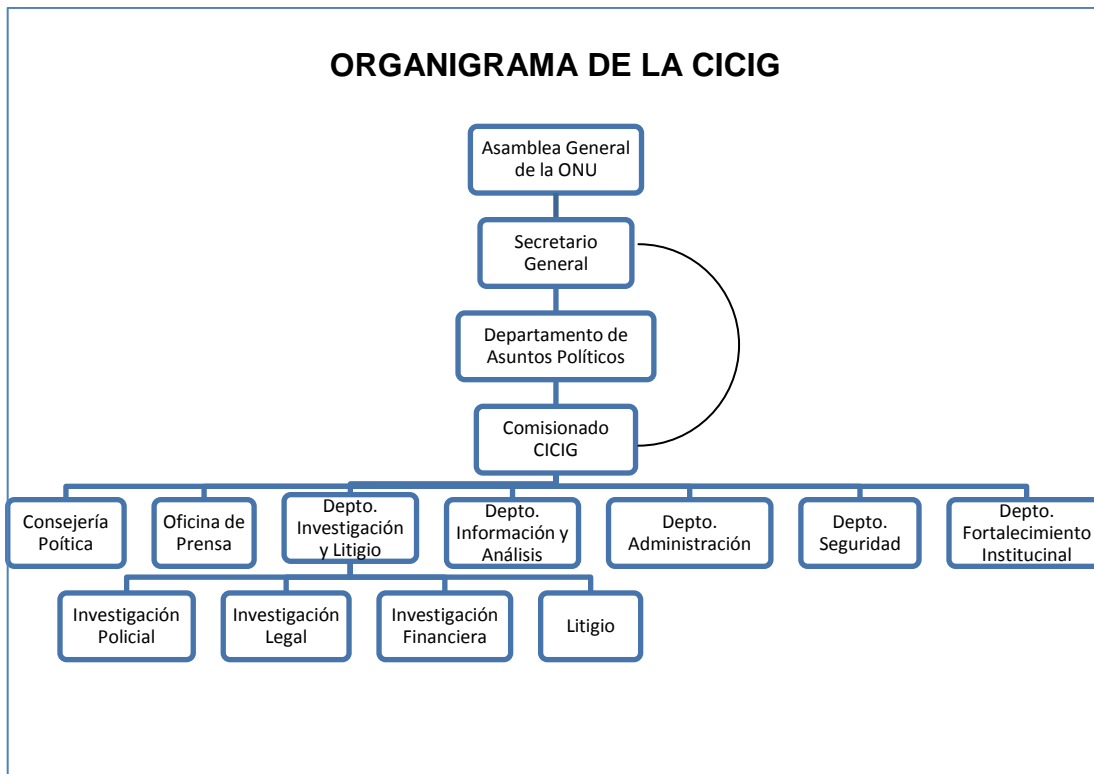 ORGANIGRAMA DE LA CICIG
Asamblea General
de la ONU
Secretario
General
Departamento de
Asuntos Políticos
Comisionado
CICIG
Consejería
Poítica
Oficina de
Prensa
Depto.
Investigación
y Litigio
Depto.
Información y
Análisis
Depto.
Administración
Depto.
Seguridad
Depto.
Fortalecimiento
Institucinal
Investigación
Policial
Investigación
Legal
Investigación
Financiera
Litigio